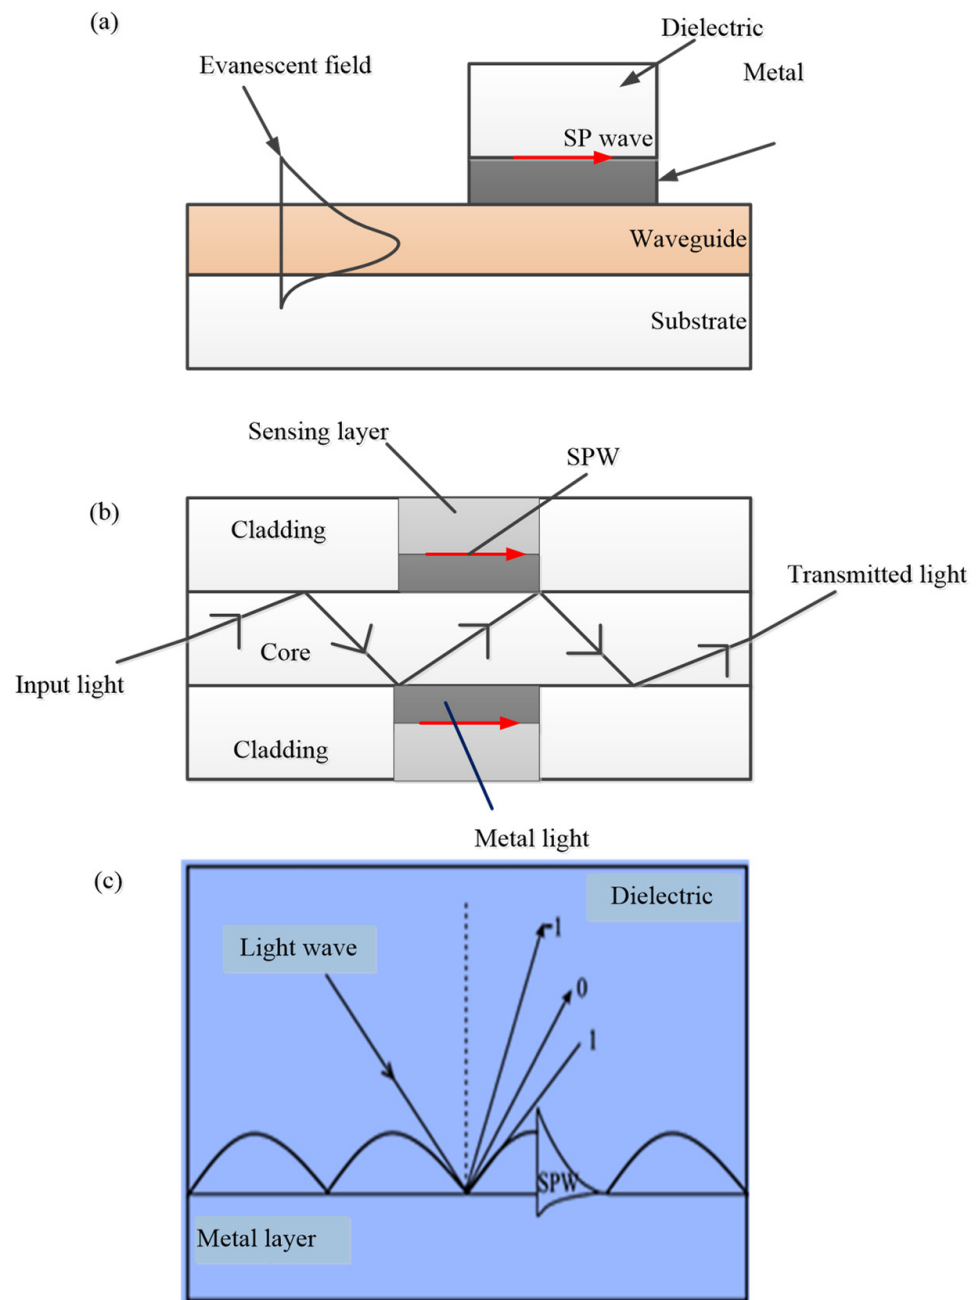 (a)
Dielectric
Evanescent field
Metal
SP wave
Waveguide
Substrate
Sensing layer
SPW
(b)
Cladding
Transmitted light
Core
Input light
Cladding
Metal light
(c)
Dielectric
Light wave
-1
0
1
SPW
Metal layer